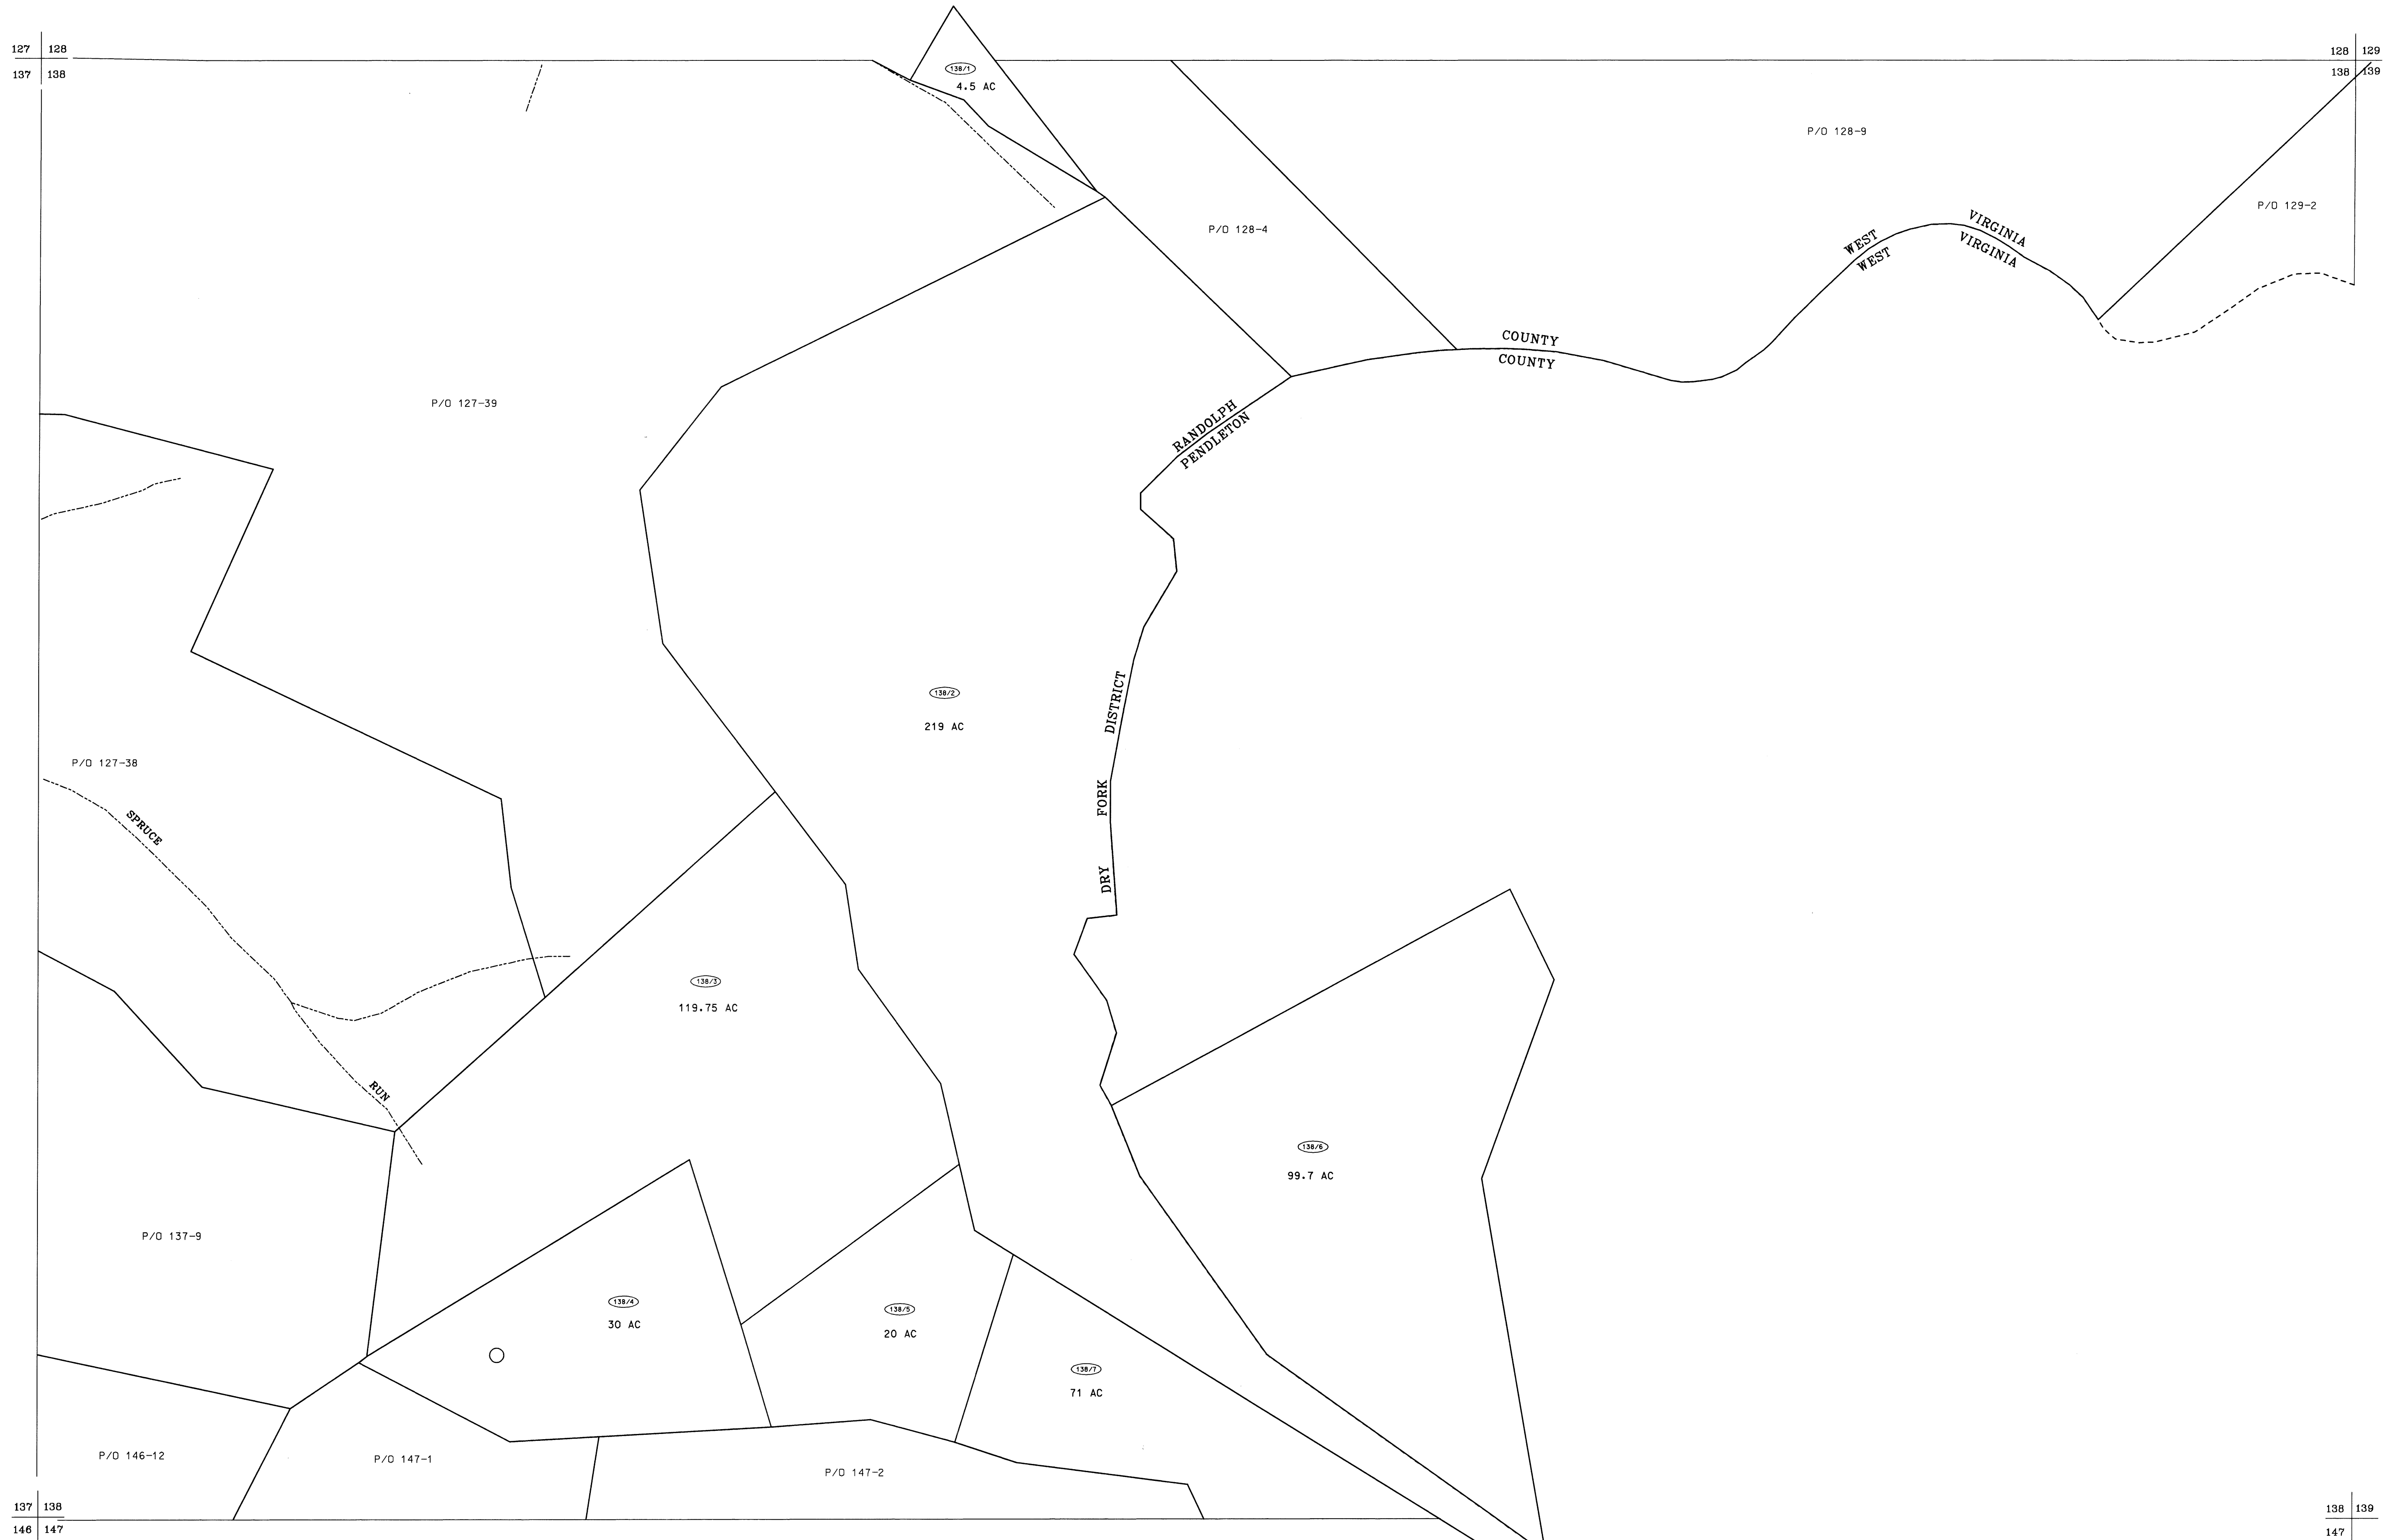 127 128
137 138
128 129
138 139
138/1
4.5 AC
P/O 128-9
P/O 129-2
P/O 128-4
WEST VIRGINIA
WEST VIRGINIA
COUNTY
COUNTY
RANDOLPH
PENDLETON
P/O 127-39
138/2
219 AC
DRY FORK DISTRICT
P/O 127-38
SPRUCE RUN
138/3
119.75 AC
138/6
99.7 AC
P/O 137-9
138/4
30 AC
138/5
20 AC
138/7
71 AC
P/O 146-12
P/O 147-1
P/O 147-2
137 138
146 147
138 139
147